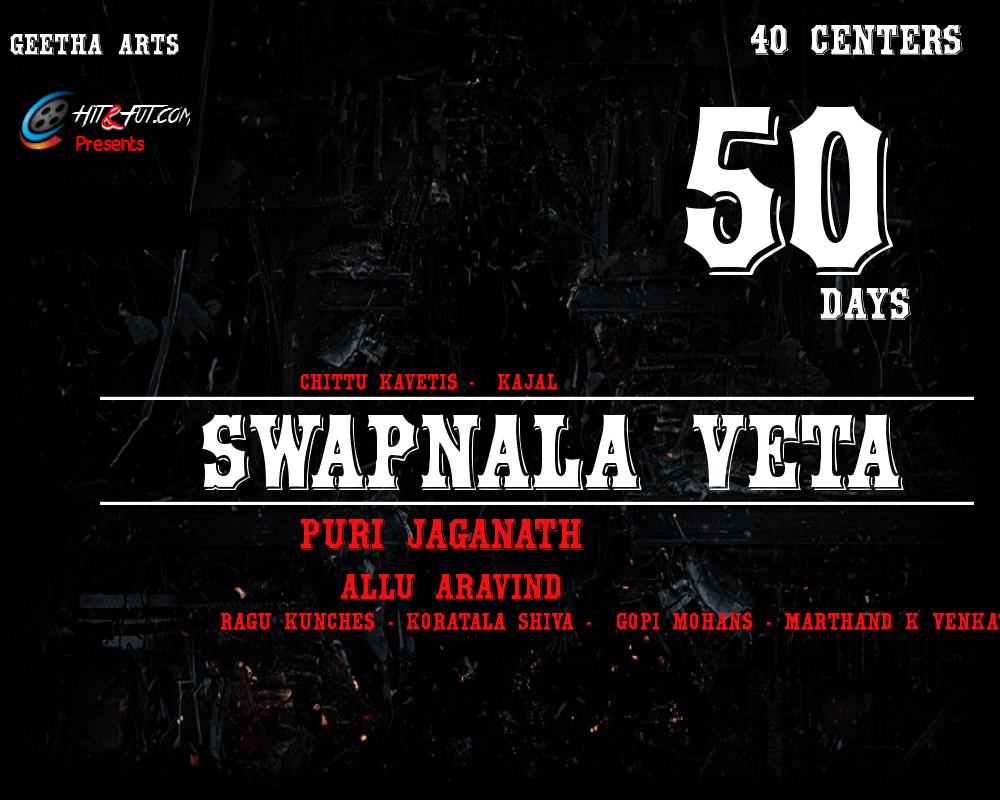 GEETHA ARTS
40 CENTERS
HIT&FUT.COM
Presents
50
DAYS
CHITTU KAVETI$ - KAJAL
SWAPNALA VETA
PURI JAGANATH
ALLU ARAVIND
RAGU KUNCHE$ - KORATALA SHIVA - GOPI MOHAN$ - MARTHAND K VENKA